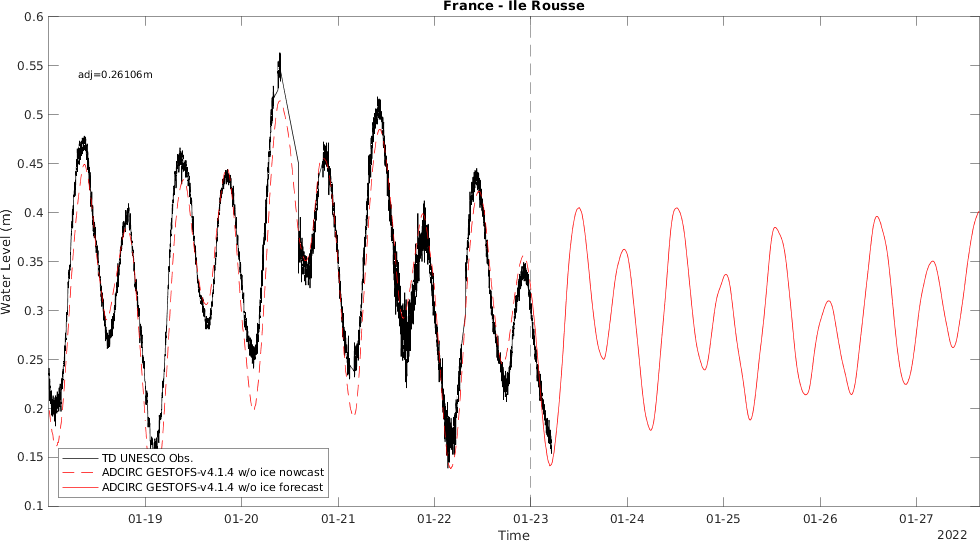 France - Ile Rousse
0.6
0.55
0.5
0.45
0.4
0.35
0.3
0.25
0.2
0.15
0.1
Water Level (m)
adj=0.26106m
TD UNESCO Obs.
ADCIRC GESTOFS-v4.1.4 w/o ice nowcast
ADCIRC GESTOFS-v4.1.4 w/o ice forecast
01-19 01-20 01-21 01-22 01-23 01-24 01-25 01-26 01-27
Time
2022